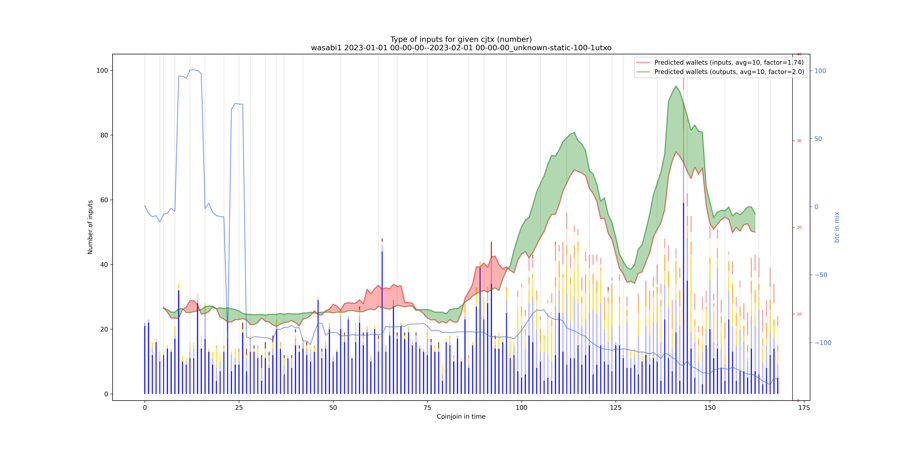 Type of inputs for given cjtx (number)
wasabi1 2023-01-01 00-00-00--2023-02-01 00-00-00_unknown-static-100-1utxo
Predicted wallets (inputs, avg=10, factor=1.74)
Predicted wallets (outputs, avg=10, factor=2.0)
Number of inputs
100
80
60
40
20
0
0
25
50
75
100
125
150
175
Coinjoin in time
100
50
0
−50
−100
btc in mix